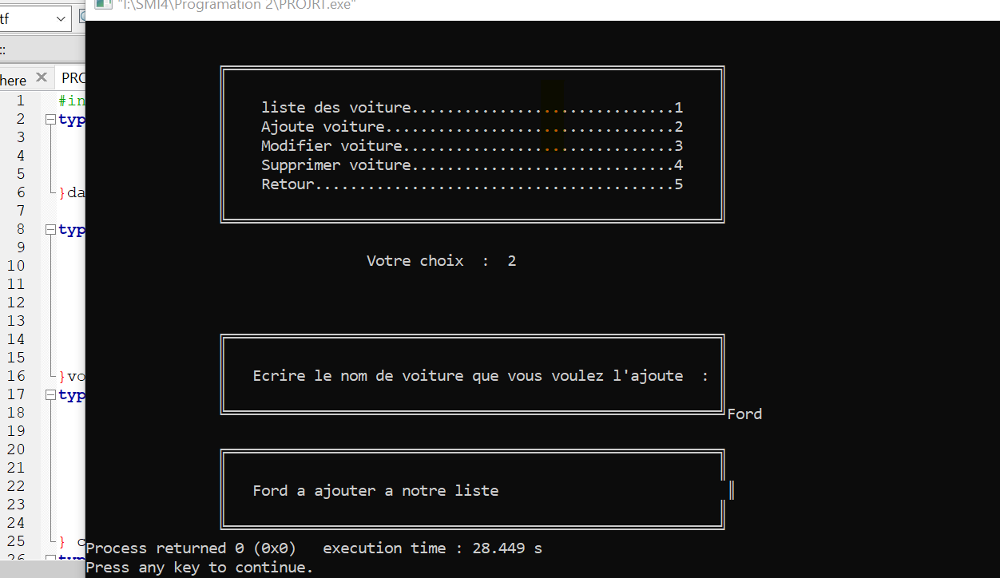 "I:\SMI4\Programation 2\PROJRT.exe"
tf
::
here PRO
1 #in
2 typ
3
4
5
6 }da
7
8 typ
9
10
11
12
13
14
15
16 }vo
17 typ
18
19
20
21
22
23
24
25 } c
26 typ
liste des voiture..............................1
Ajoute voiture.................................2
Modifier voiture...............................3
Supprimer voiture..............................4
Retour.........................................5
Votre choix : 2
Ecrire le nom de voiture que vous voulez l'ajoute :
Ford
Ford a ajouter a notre liste
Process returned 0 (0x0) execution time : 28.449 s
Press any key to continue.